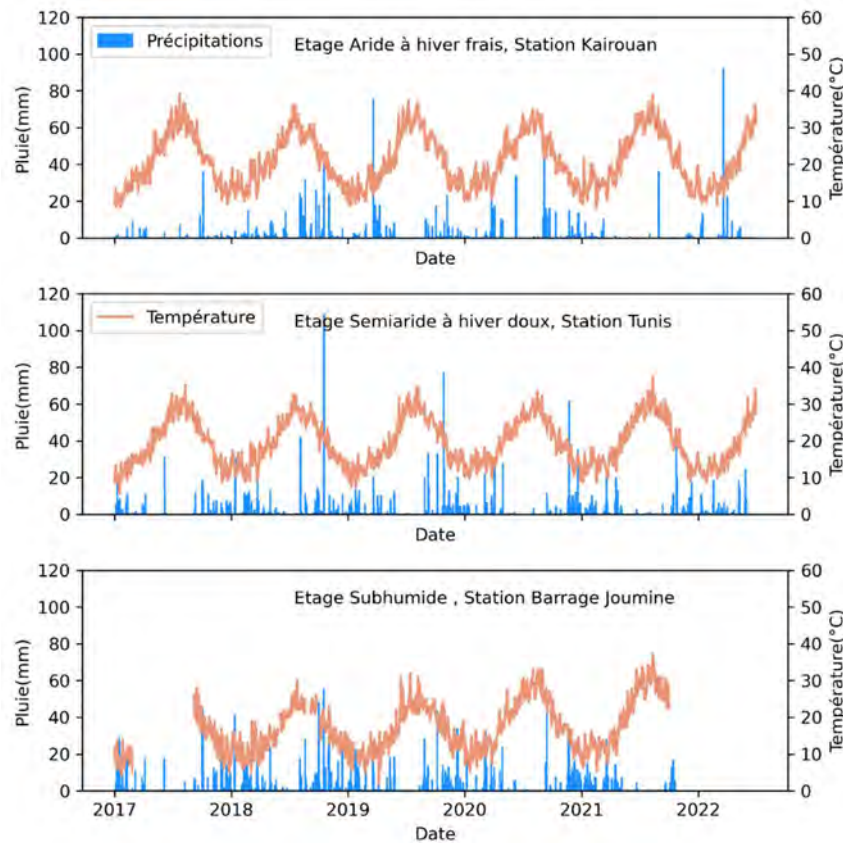 120
100
80
60
40
20
0
Pluie(mm)
Précipitations
Etage Aride à hiver frais, Station Kairouan
60
50
40
30
20
10
0
Température(°C)
Date
120
100
80
60
40
20
0
Pluie(mm)
Température
Etage Semiaride à hiver doux, Station Tunis
60
50
40
30
20
10
0
Température(°C)
Date
120
100
80
60
40
20
0
Pluie(mm)
Etage Subhumide , Station Barrage Joumine
60
50
40
30
20
10
0
Température(°C)
2017 2018 2019 2020 2021 2022
Date